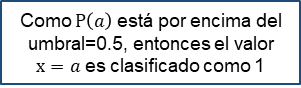 Como P(a) está por encima del
umbral=0.5, entonces el valor
x = a es clasificado como 1